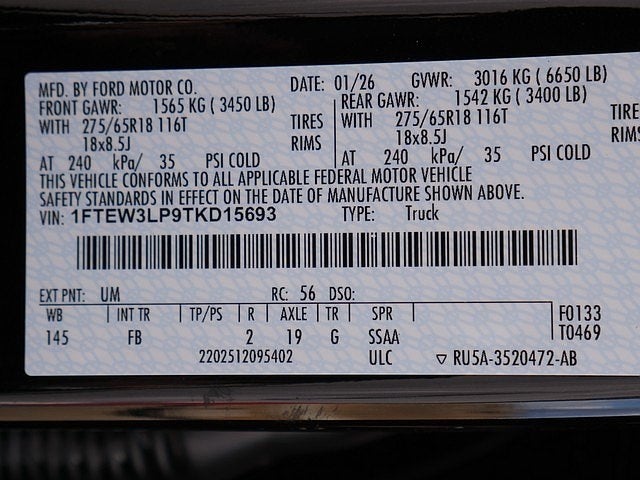 MFD. BY FORD MOTOR CO. DATE: 01/26 GVWR: 3016 KG ( 6650 LB)
FRONT GAWR: 1565 KG ( 3450 LB) REAR GAWR: 1542 KG ( 3400 LB)
WITH 275/65R18 116T TIRES WITH 275/65R18 116T TIRE
18x8.5J RIMS 18x8.5J RIMS
AT 240 kPa/ 35 PSI COLD AT 240 kPa/ 35 PSI COLD
THIS VEHICLE CONFORMS TO ALL APPLICABLE FEDERAL MOTOR VEHICLE
SAFETY STANDARDS IN EFFECT ON THE DATE OF MANUFACTURE SHOWN ABOVE.
VIN: 1FTEW3LP9TKD15693 TYPE: Truck
EXT PNT: UM RC: 56 DSO:
WB INT TR TP/PS R AXLE TR SPR F0133
145 FB 2 19 G SSAA T0469
2202512095402 ULC ▽ RU5A-3520472-AB